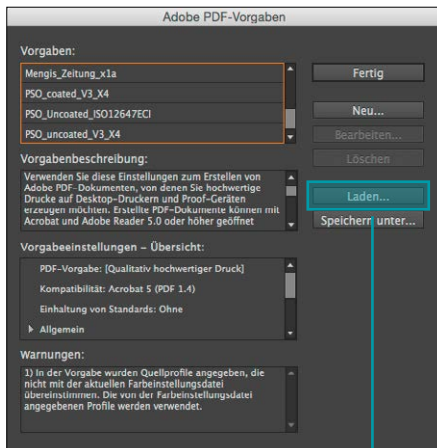 Adobe PDF-Vorgaben
Vorgaben:
Mengis_Zeitung_x1a
PSO_coated_V3_X4
PSO_Uncoated_ISO12647ECI
PSO_uncoated_V3_X4
Fertig
Neu...
Bearbeiten...
Löschen
Laden...
Speichern unter...
Vorgabenbeschreibung:
Verwenden Sie diese Einstellungen zum Erstellen von
Adobe PDF-Dokumenten, von denen Sie hochwertige
Drucke auf Desktop-Druckern und Proof-Geräten
erzeugen möchten. Erstellte PDF-Dokumente können mit
Acrobat und Adobe Reader 5.0 oder höher geöffnet
Vorgabeeinstellungen – Übersicht:
PDF-Vorgabe: [Qualitativ hochwertiger Druck]
Kompatibilität: Acrobat 5 (PDF 1.4)
Einhaltung von Standards: Ohne
Allgemein
Warnungen:
1) In der Vorgabe wurden Quellprofile angegeben, die
nicht mit der aktuellen Farbeinstellungsdatei
übereinstimmen. Die von der Farbeinstellungsdatei
angegebenen Profile werden verwendet.